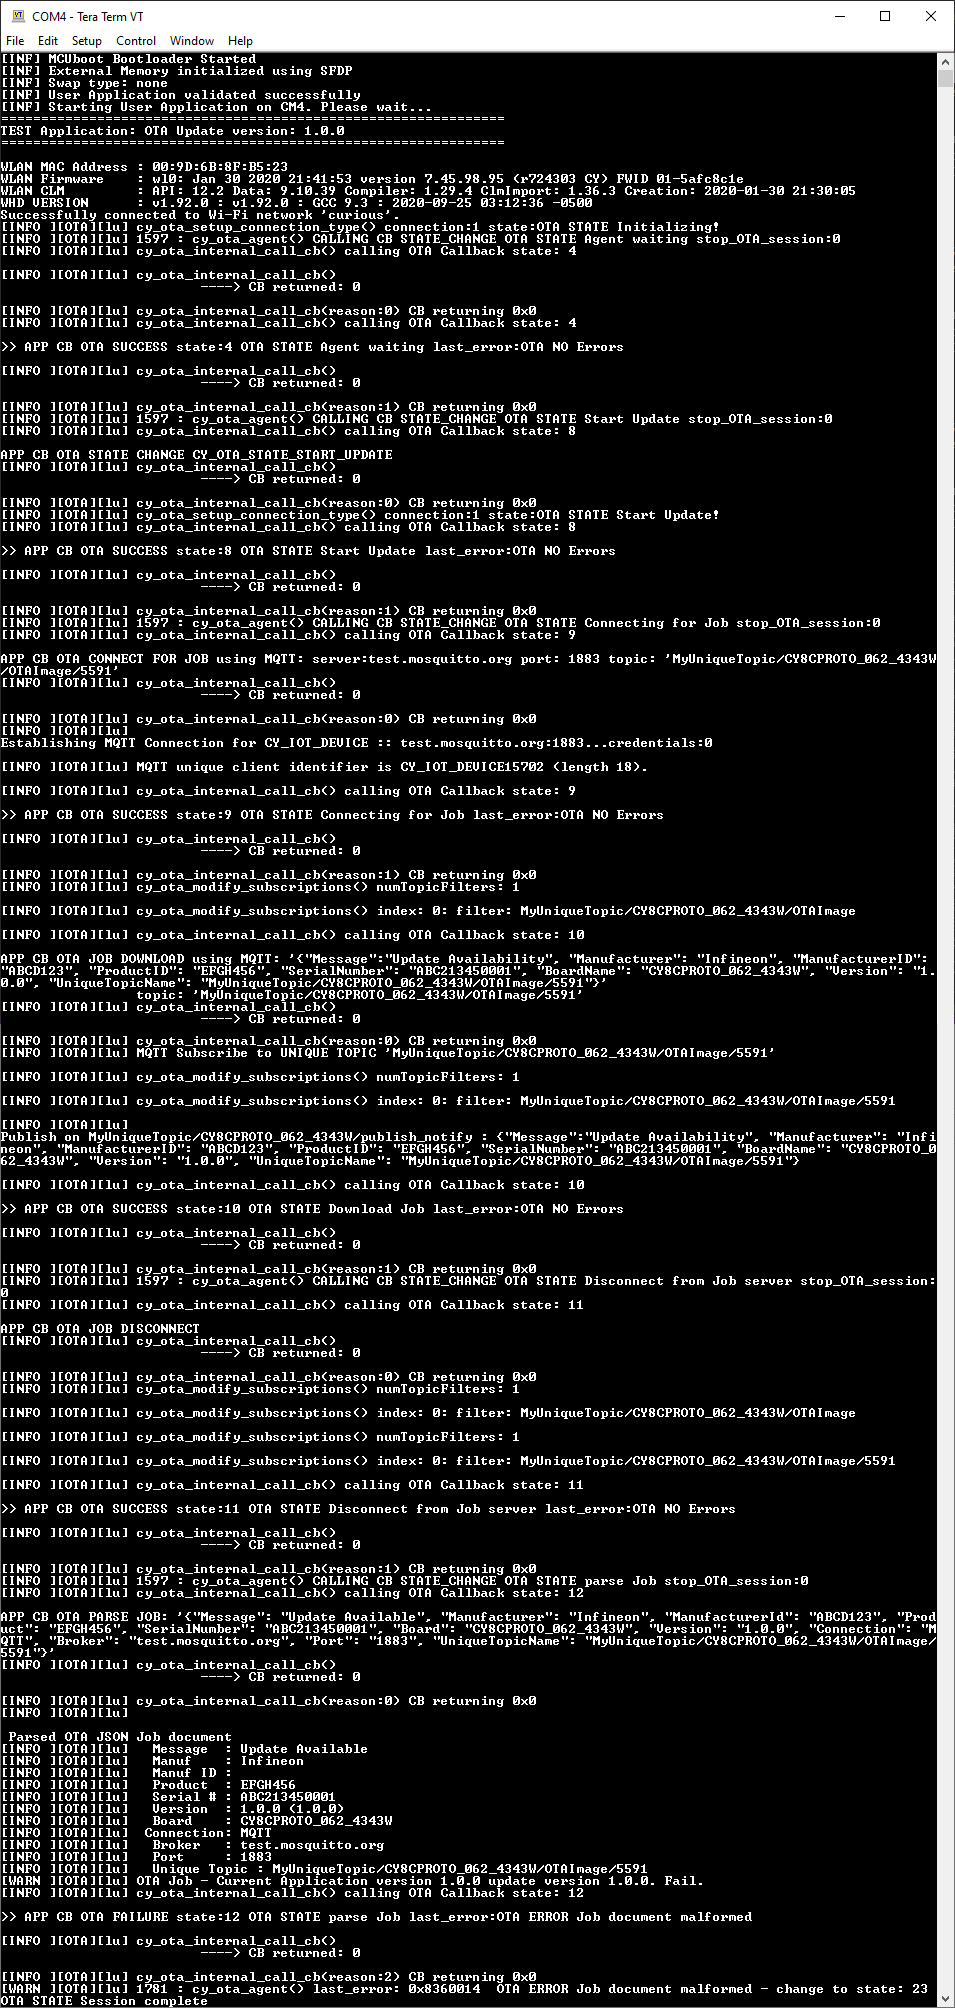 COM4 - Tera Term VT
File Edit Setup Control Window Help
[INF] MCUboot Bootloader Started
[INF] External Memory initialized using SFDP
[INF] Swap type: none
[INF] User Application validated successfully
[INF] Starting User Application on CM4. Please wait...
===============================================================
TEST Application: OTA Update version: 1.0.0
===============================================================
WLAN MAC Address : 00:9D:6B:8F:B5:23
WLAN Firmware    : wl0: Jan 30 2020 21:41:53 version 7.45.98.95 (r724303 CY) FWID 01-5afc8c1e
WLAN CLM         : API: 12.2 Data: 9.10.39 Compiler: 1.29.4 ClmImport: 1.36.3 Creation: 2020-01-30 21:30:05
WHD VERSION      : v1.92.0 : v1.92.0 : GCC 9.3 : 2020-09-25 03:12:36 -0500
Successfully connected to Wi-Fi network 'curious'.
[INFO ][OTA][lu] cy_ota_setup_connection_type() connection:1 state:OTA STATE Initializing!
[INFO ][OTA][lu] 1597 : cy_ota_agent() CALLING CB STATE_CHANGE OTA STATE Agent waiting stop_OTA_session:0
[INFO ][OTA][lu] cy_ota_internal_call_cb() calling OTA Callback state: 4
[INFO ][OTA][lu] cy_ota_internal_call_cb()
----> CB returned: 0
[INFO ][OTA][lu] cy_ota_internal_call_cb(reason:0) CB returning 0x0
[INFO ][OTA][lu] cy_ota_internal_call_cb() calling OTA Callback state: 4
>> APP CB OTA SUCCESS state:4 OTA STATE Agent waiting last_error:OTA NO Errors
[INFO ][OTA][lu] cy_ota_internal_call_cb()
----> CB returned: 0
[INFO ][OTA][lu] cy_ota_internal_call_cb(reason:1) CB returning 0x0
[INFO ][OTA][lu] 1597 : cy_ota_agent() CALLING CB STATE_CHANGE OTA STATE Start Update stop_OTA_session:0
[INFO ][OTA][lu] cy_ota_internal_call_cb() calling OTA Callback state: 8
APP CB OTA STATE CHANGE CY_OTA_STATE_START_UPDATE
[INFO ][OTA][lu] cy_ota_internal_call_cb()
----> CB returned: 0
[INFO ][OTA][lu] cy_ota_internal_call_cb(reason:0) CB returning 0x0
[INFO ][OTA][lu] cy_ota_setup_connection_type() connection:1 state:OTA STATE Start Update!
[INFO ][OTA][lu] cy_ota_internal_call_cb() calling OTA Callback state: 8
>> APP CB OTA SUCCESS state:8 OTA STATE Start Update last_error:OTA NO Errors
[INFO ][OTA][lu] cy_ota_internal_call_cb()
----> CB returned: 0
[INFO ][OTA][lu] cy_ota_internal_call_cb(reason:1) CB returning 0x0
[INFO ][OTA][lu] 1597 : cy_ota_agent() CALLING CB STATE_CHANGE OTA STATE Connecting for Job stop_OTA_session:0
[INFO ][OTA][lu] cy_ota_internal_call_cb() calling OTA Callback state: 9
APP CB OTA CONNECT FOR JOB using MQTT: server:test.mosquitto.org port: 1883 topic: 'MyUniqueTopic/CY8CPROTO_062_4343W
/OTAImage/5591'
[INFO ][OTA][lu] cy_ota_internal_call_cb()
----> CB returned: 0
[INFO ][OTA][lu] cy_ota_internal_call_cb(reason:0) CB returning 0x0
[INFO ][OTA][lu]
Establishing MQTT Connection for CY_IOT_DEVICE :: test.mosquitto.org:1883...credentials:0
[INFO ][OTA][lu] MQTT unique client identifier is CY_IOT_DEVICE15702 (length 18).
[INFO ][OTA][lu] cy_ota_internal_call_cb() calling OTA Callback state: 9
>> APP CB OTA SUCCESS state:9 OTA STATE Connecting for Job last_error:OTA NO Errors
[INFO ][OTA][lu] cy_ota_internal_call_cb()
----> CB returned: 0
[INFO ][OTA][lu] cy_ota_internal_call_cb(reason:1) CB returning 0x0
[INFO ][OTA][lu] cy_ota_modify_subscriptions() numTopicFilters: 1
[INFO ][OTA][lu] cy_ota_modify_subscriptions() index: 0: filter: MyUniqueTopic/CY8CPROTO_062_4343W/OTAImage
[INFO ][OTA][lu] cy_ota_internal_call_cb() calling OTA Callback state: 10
APP CB OTA JOB DOWNLOAD using MQTT: '{"Message":"Update Availability", "Manufacturer": "Infineon", "ManufacturerID":
"ABCD123", "ProductID": "EFGH456", "SerialNumber": "ABC213450001", "BoardName": "CY8CPROTO_062_4343W", "Version": "1.
0.0", "UniqueTopicName": "MyUniqueTopic/CY8CPROTO_062_4343W/OTAImage/5591"}'
topic: 'MyUniqueTopic/CY8CPROTO_062_4343W/OTAImage/5591'
[INFO ][OTA][lu] cy_ota_internal_call_cb()
----> CB returned: 0
[INFO ][OTA][lu] cy_ota_internal_call_cb(reason:0) CB returning 0x0
[INFO ][OTA][lu] MQTT Subscribe to UNIQUE TOPIC 'MyUniqueTopic/CY8CPROTO_062_4343W/OTAImage/5591'
[INFO ][OTA][lu] cy_ota_modify_subscriptions() numTopicFilters: 1
[INFO ][OTA][lu] cy_ota_modify_subscriptions() index: 0: filter: MyUniqueTopic/CY8CPROTO_062_4343W/OTAImage/5591
[INFO ][OTA][lu]
Publish on MyUniqueTopic/CY8CPROTO_062_4343W/publish_notify : {"Message":"Update Availability", "Manufacturer": "Infi
neon", "ManufacturerID": "ABCD123", "ProductID": "EFGH456", "SerialNumber": "ABC213450001", "BoardName": "CY8CPROTO_0
62_4343W", "Version": "1.0.0", "UniqueTopicName": "MyUniqueTopic/CY8CPROTO_062_4343W/OTAImage/5591"}
[INFO ][OTA][lu] cy_ota_internal_call_cb() calling OTA Callback state: 10
>> APP CB OTA SUCCESS state:10 OTA STATE Download Job last_error:OTA NO Errors
[INFO ][OTA][lu] cy_ota_internal_call_cb()
----> CB returned: 0
[INFO ][OTA][lu] cy_ota_internal_call_cb(reason:1) CB returning 0x0
[INFO ][OTA][lu] 1597 : cy_ota_agent() CALLING CB STATE_CHANGE OTA STATE Disconnect from Job server stop_OTA_session:
0
[INFO ][OTA][lu] cy_ota_internal_call_cb() calling OTA Callback state: 11
APP CB OTA JOB DISCONNECT
[INFO ][OTA][lu] cy_ota_internal_call_cb()
----> CB returned: 0
[INFO ][OTA][lu] cy_ota_internal_call_cb(reason:0) CB returning 0x0
[INFO ][OTA][lu] cy_ota_modify_subscriptions() numTopicFilters: 1
[INFO ][OTA][lu] cy_ota_modify_subscriptions() index: 0: filter: MyUniqueTopic/CY8CPROTO_062_4343W/OTAImage
[INFO ][OTA][lu] cy_ota_modify_subscriptions() numTopicFilters: 1
[INFO ][OTA][lu] cy_ota_modify_subscriptions() index: 0: filter: MyUniqueTopic/CY8CPROTO_062_4343W/OTAImage/5591
[INFO ][OTA][lu] cy_ota_internal_call_cb() calling OTA Callback state: 11
>> APP CB OTA SUCCESS state:11 OTA STATE Disconnect from Job server last_error:OTA NO Errors
[INFO ][OTA][lu] cy_ota_internal_call_cb()
----> CB returned: 0
[INFO ][OTA][lu] cy_ota_internal_call_cb(reason:1) CB returning 0x0
[INFO ][OTA][lu] 1597 : cy_ota_agent() CALLING CB STATE_CHANGE OTA STATE parse Job stop_OTA_session:0
[INFO ][OTA][lu] cy_ota_internal_call_cb() calling OTA Callback state: 12
APP CB OTA PARSE JOB: '{"Message": "Update Available", "Manufacturer": "Infineon", "ManufacturerId": "ABCD123", "Prod
uct": "EFGH456", "SerialNumber": "ABC213450001", "Board": "CY8CPROTO_062_4343W", "Version": "1.0.0", "Connection": "M
QTT", "Broker": "test.mosquitto.org", "Port": "1883", "UniqueTopicName": "MyUniqueTopic/CY8CPROTO_062_4343W/OTAImage/
5591"}'
[INFO ][OTA][lu] cy_ota_internal_call_cb()
----> CB returned: 0
[INFO ][OTA][lu] cy_ota_internal_call_cb(reason:0) CB returning 0x0
[INFO ][OTA][lu]
Parsed OTA JSON Job document
[INFO ][OTA][lu]   Message  : Update Available
[INFO ][OTA][lu]   Manuf    : Infineon
[INFO ][OTA][lu]   Manuf ID :
[INFO ][OTA][lu]   Product  : EFGH456
[INFO ][OTA][lu]   Serial # : ABC213450001
[INFO ][OTA][lu]   Version  : 1.0.0 (1.0.0)
[INFO ][OTA][lu]   Board    : CY8CPROTO_062_4343W
[INFO ][OTA][lu]  Connection: MQTT
[INFO ][OTA][lu]   Broker   : test.mosquitto.org
[INFO ][OTA][lu]   Port     : 1883
[INFO ][OTA][lu]   Unique Topic : MyUniqueTopic/CY8CPROTO_062_4343W/OTAImage/5591
[WARN ][OTA][lu] OTA Job - Current Application version 1.0.0 update version 1.0.0. Fail.
[INFO ][OTA][lu] cy_ota_internal_call_cb() calling OTA Callback state: 12
>> APP CB OTA FAILURE state:12 OTA STATE parse Job last_error:OTA ERROR Job document malformed
[INFO ][OTA][lu] cy_ota_internal_call_cb()
----> CB returned: 0
[INFO ][OTA][lu] cy_ota_internal_call_cb(reason:2) CB returning 0x0
[WARN ][OTA][lu] 1781 : cy_ota_agent() last_error: 0x8360014  OTA ERROR Job document malformed - change to state: 23
OTA STATE Session complete